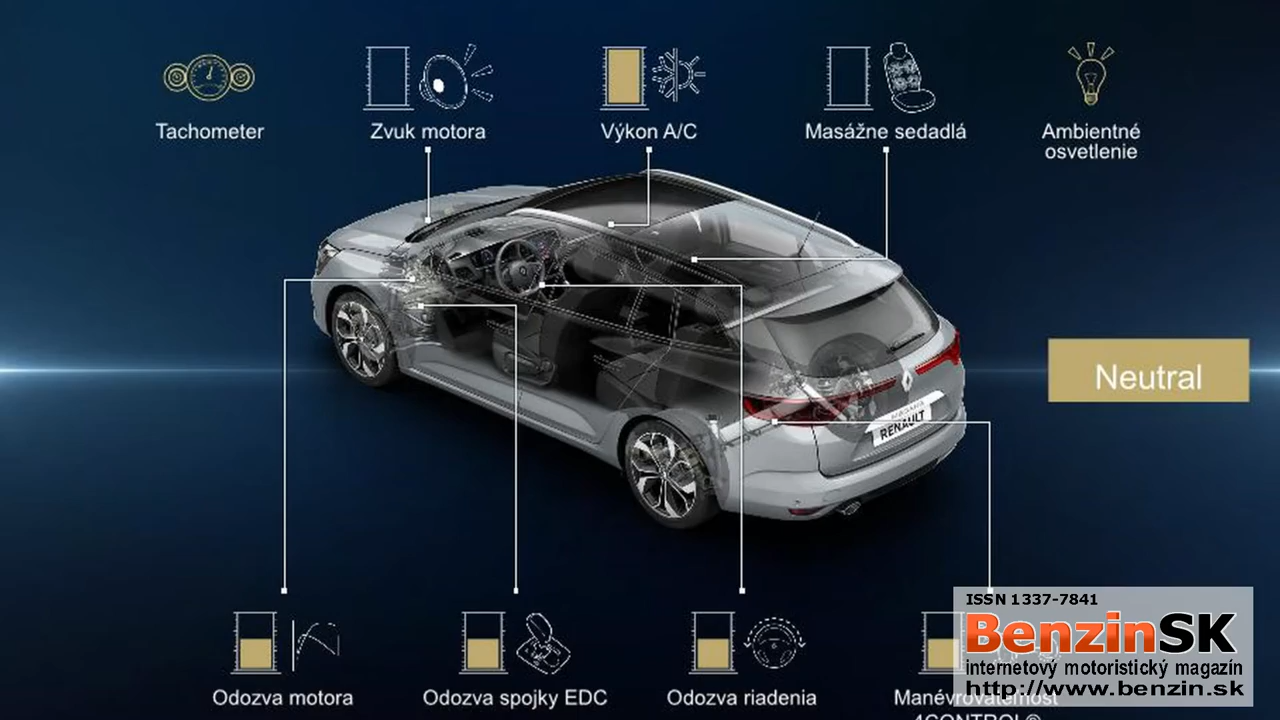 Tachometer
Zvuk motora
Výkon A/C
Masážne sedadlá
Ambientné
osvetlenie
Neutral
RENAULT
Odozva motora
Odozva spojky EDC
Odozva riadenia
Manévrovateľnosť
4CONTROL®
ISSN 1337-7841
BenzinSK
internetový motoristický magazín
http://www.benzin.sk